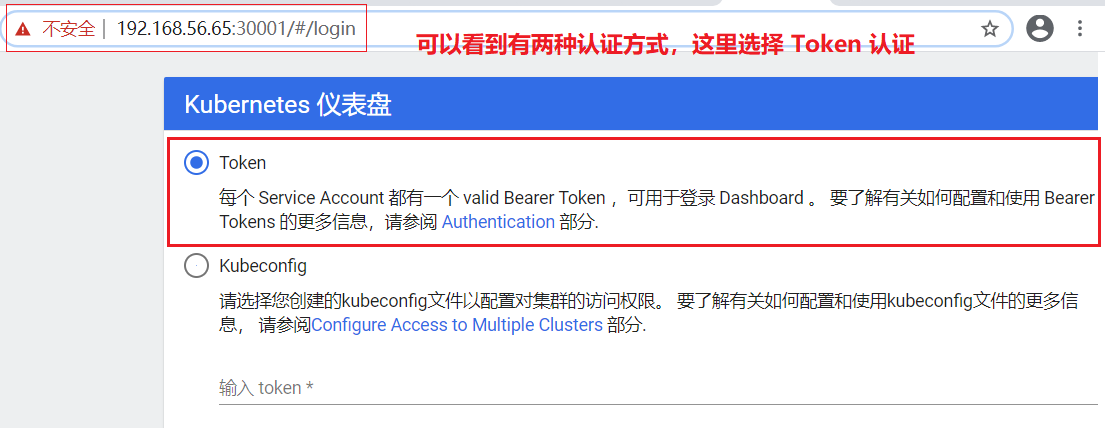 不安全 | 192.168.56.65:30001/#/login
可以看到有两种认证方式，这里选择 Token 认证
Kubernetes 仪表盘
Token
每个 Service Account 都有一个 valid Bearer Token ，可用于登录 Dashboard 。 要了解有关如何配置和使用 Bearer
Tokens 的更多信息，请参阅 Authentication 部分.
Kubeconfig
请选择您创建的kubeconfig文件以配置对集群的访问权限。 要了解有关如何配置和使用kubeconfig文件的更多信
息， 请参阅Configure Access to Multiple Clusters 部分.
输入 token *